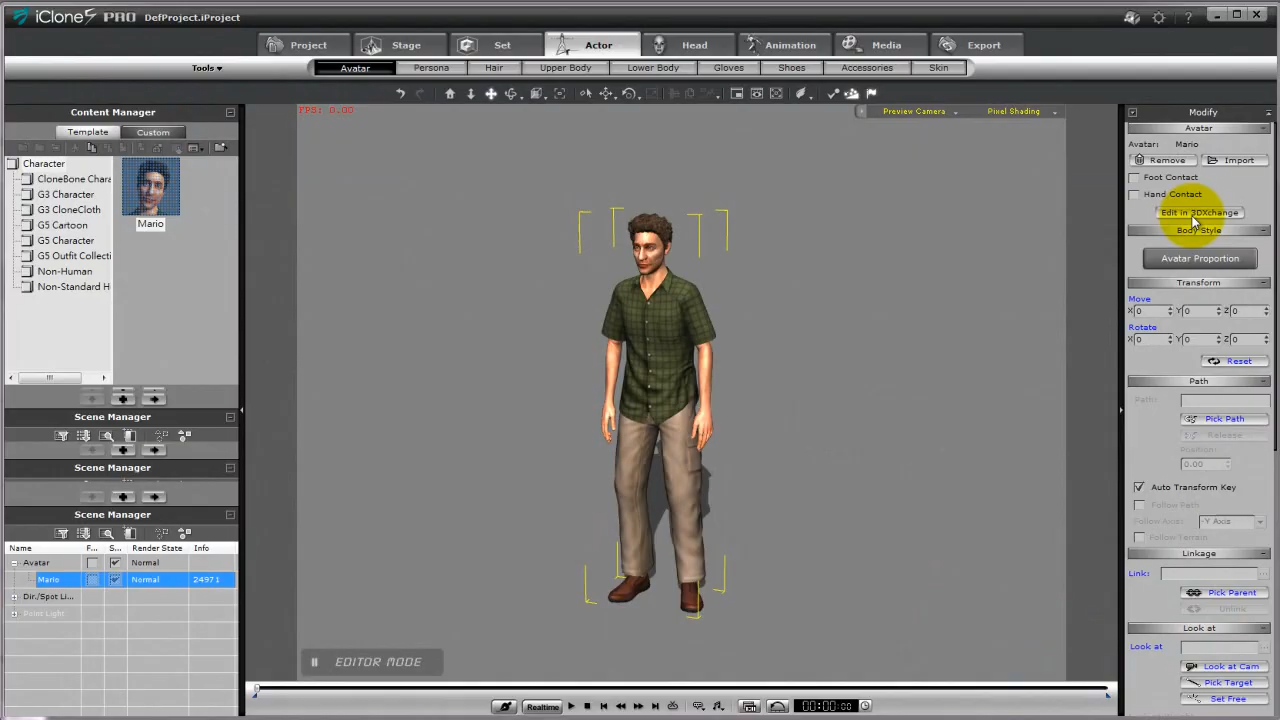 iClone5 PRO DefProject.iProject
Project Stage Set Actor Head Animation Media Export
Tools Avatar Persona Hair Upper Body Lower Body Gloves Shoes Accessories Skin
Content Manager
Template Custom
Character
CloneBone Chara
G3 Character
G3 CloneCloth
G5 Cartoon
G5 Character
G5 Outfit Collecti
Non-Human
Non-Standard H
Mario
Scene Manager
Scene Manager
Scene Manager
Name F... S... Render State Info
Avatar Normal
Mario Normal 24971
Dir./Spot Li...
Point Light
FPS: 0.00
Preview Camera Pixel Shading
EDITOR MODE
Realtime 00:00:00
Modify
Avatar
Avatar: Mario
Remove Import
Foot Contact
Hand Contact
Edit in 3DXchange
Body Style
Avatar Proportion
Transform
Move
X 0 Y 0 Z 0
Rotate
X 0 Y 0 Z 0
Reset
Path
Path:
Pick Path
Release
Position:
0.00
Auto Transform Key
Follow Path
Follow Axis: -Y Axis
Follow Terrain
Linkage
Link:
Pick Parent
Unlink
Look at
Look at
Look at Cam
Pick Target
Set Free